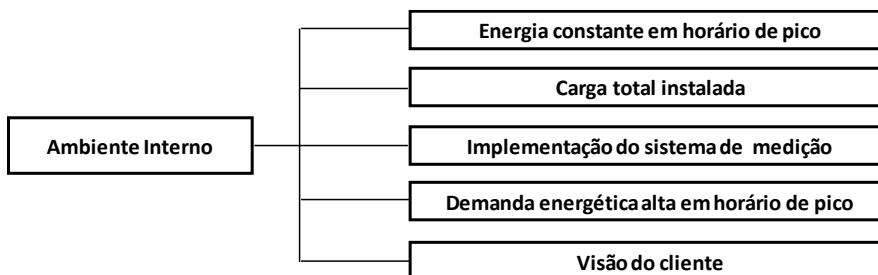 Energia constante em horário de pico
Carga total instalada
Ambiente Interno
Implementação do sistema de medição
Demanda energética alta em horário de pico
Visão do cliente